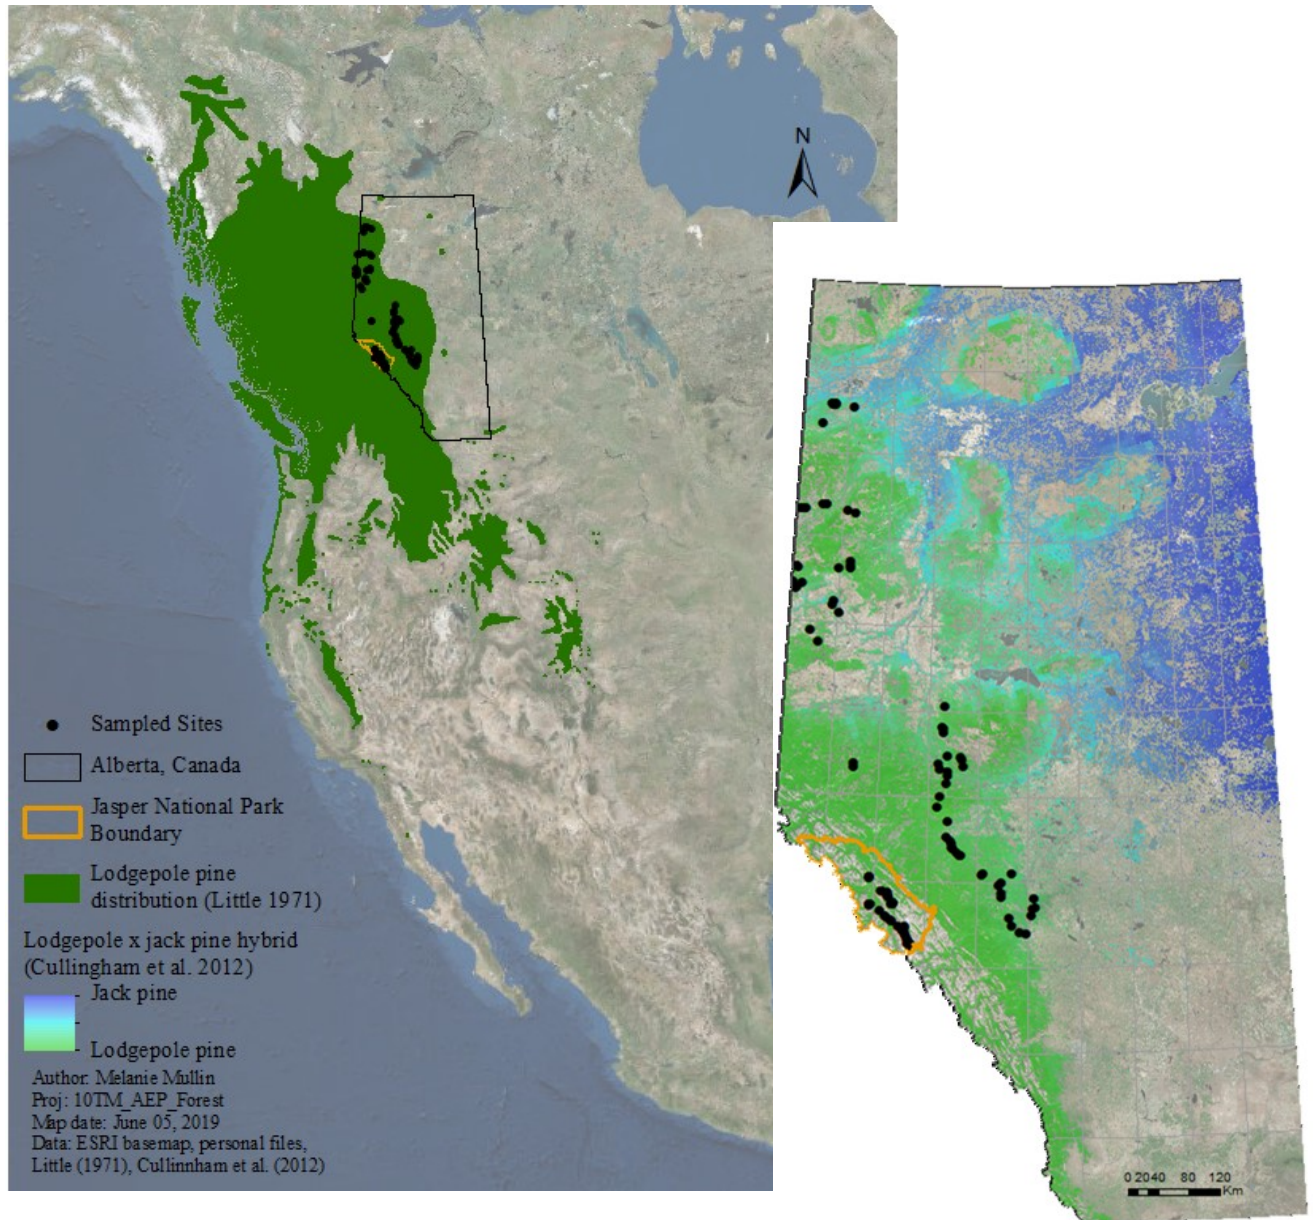 N
Sampled Sites
Alberta, Canada
Jasper National Park
Boundary
Lodgepole pine
distribution (Little 1971)
Lodgepole x jack pine hybrid
(Cullingham et al. 2012)
Jack pine
Lodgepole pine
Author: Melanie Mullin
Proj: 10TM_AEP_Forest
Map date: June 05, 2019
Data: ESRI basemap, personal files,
Little (1971), Cullinnham et al. (2012)
0 2040 80 120
Km